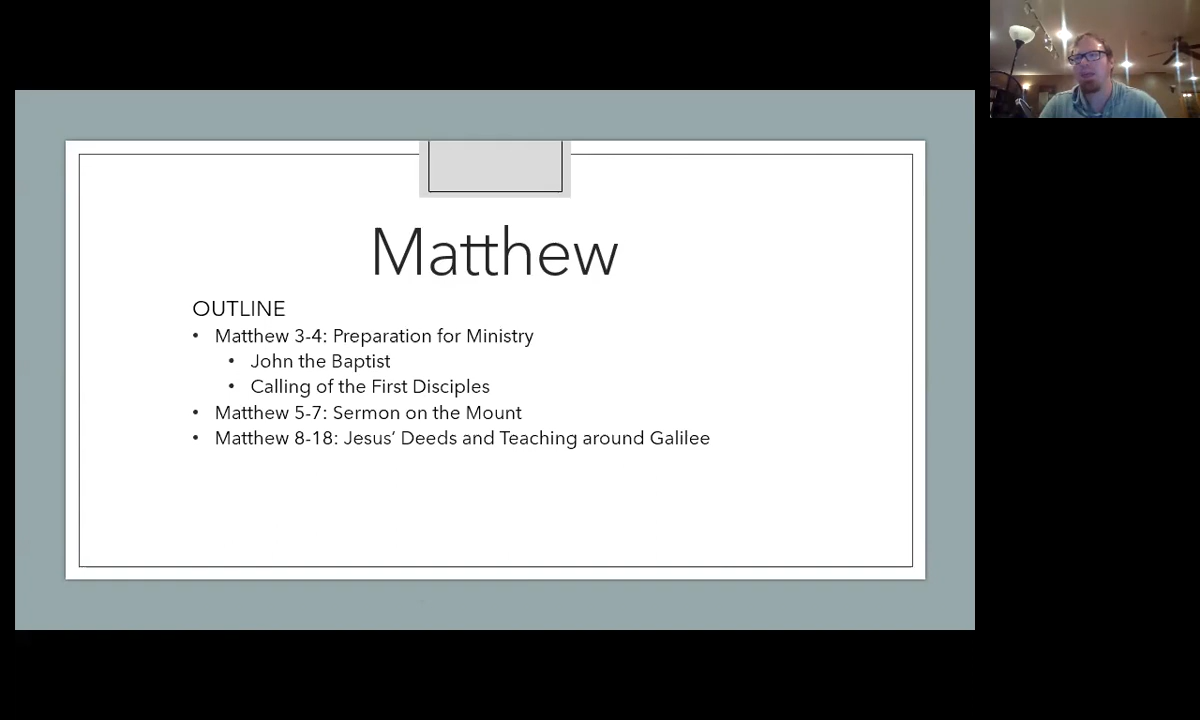 Matthew
OUTLINE
• Matthew 3-4: Preparation for Ministry
• John the Baptist
• Calling of the First Disciples
• Matthew 5-7: Sermon on the Mount
• Matthew 8-18: Jesus’ Deeds and Teaching around Galilee